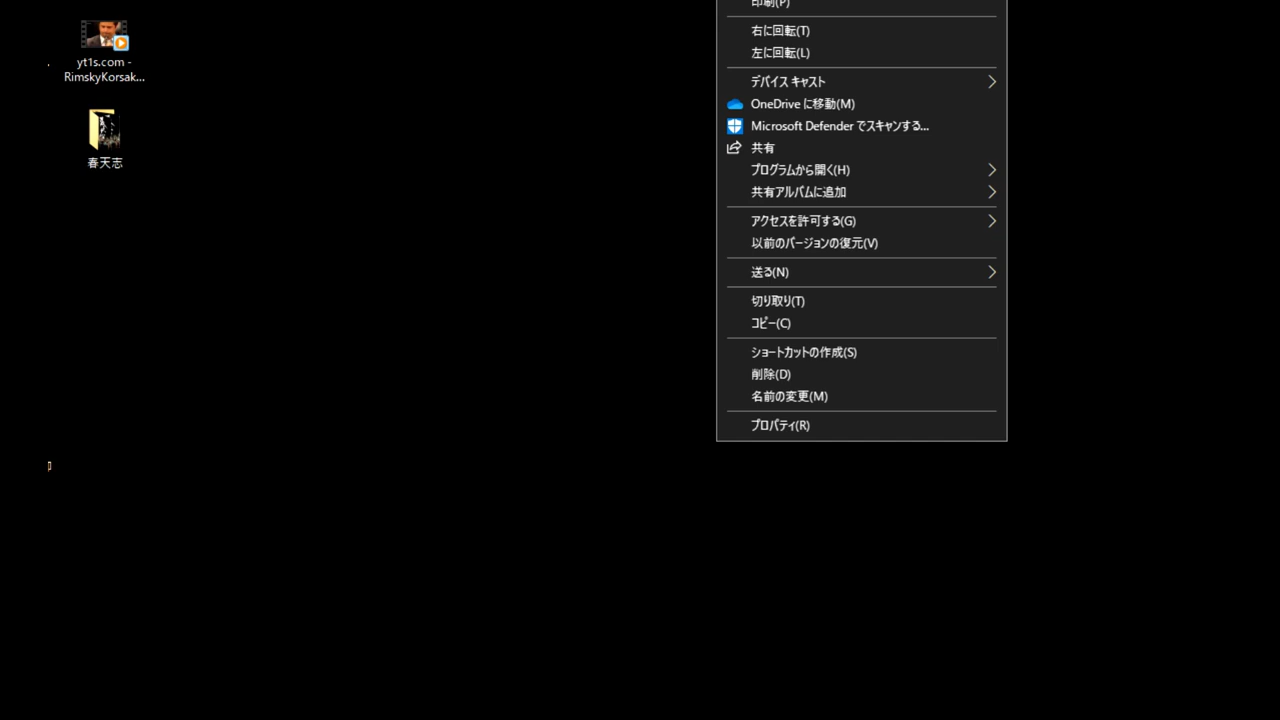 yt1s.com -
RimskyKorsak...
春天志
印刷(P)
右に回転(T)
左に回転(L)
デバイス キャスト
OneDrive に移動(M)
Microsoft Defender でスキャンする...
共有
プログラムから開く(H)
共有アルバムに追加
アクセスを許可する(G)
以前のバージョンの復元(V)
送る(N)
切り取り(T)
コピー(C)
ショートカットの作成(S)
削除(D)
名前の変更(M)
プロパティ(R)